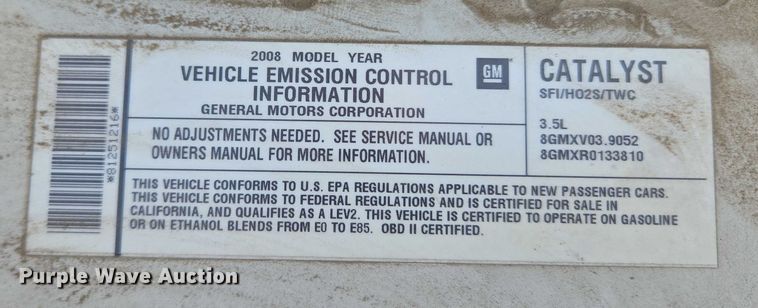 2008 MODEL YEAR
VEHICLE EMISSION CONTROL
INFORMATION
GENERAL MOTORS CORPORATION
GM
CATALYST
SFI/HO2S/TWC
3.5L
8GMXV03.9052
8GMXR0133810
NO ADJUSTMENTS NEEDED. SEE SERVICE MANUAL OR
OWNERS MANUAL FOR MORE INFORMATION.
*81251216*
THIS VEHICLE CONFORMS TO U.S. EPA REGULATIONS APPLICABLE TO NEW PASSENGER CARS.
THIS VEHICLE CONFORMS TO FEDERAL REGULATIONS AND IS CERTIFIED FOR SALE IN
CALIFORNIA, AND QUALIFIES AS A LEV2. THIS VEHICLE IS CERTIFIED TO OPERATE ON GASOLINE
OR ON ETHANOL BLENDS FROM E0 TO E85. OBD II CERTIFIED.
Purple Wave Auction